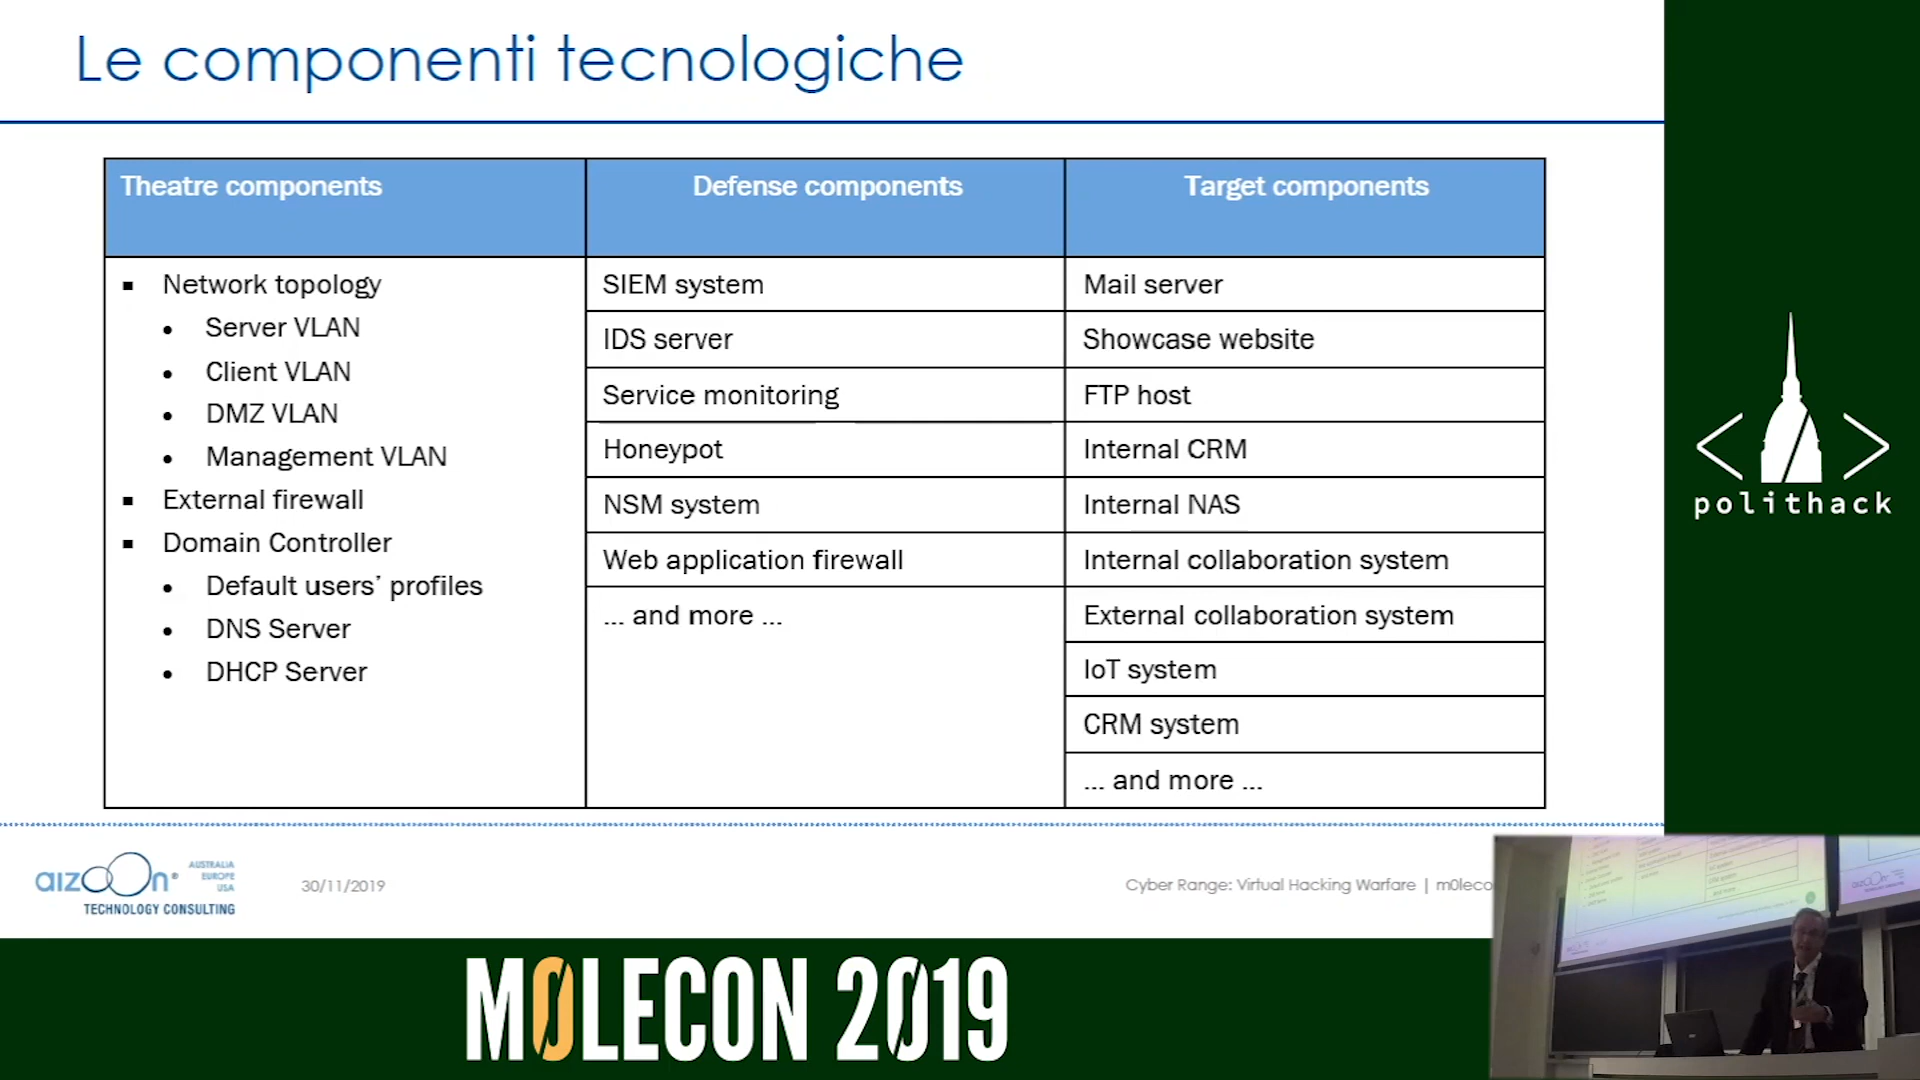 Le componenti tecnologiche
Theatre components
Defense components
Target components
▪ Network topology
• Server VLAN
• Client VLAN
• DMZ VLAN
• Management VLAN
▪ External firewall
▪ Domain Controller
• Default users’ profiles
• DNS Server
• DHCP Server
SIEM system
IDS server
Service monitoring
Honeypot
NSM system
Web application firewall
... and more ...
Mail server
Showcase website
FTP host
Internal CRM
Internal NAS
Internal collaboration system
External collaboration system
IoT system
CRM system
... and more ...
polithack
aizoOn®
AUSTRALIA
EUROPE
USA
TECHNOLOGY CONSULTING
30/11/2019
Cyber Range: Virtual Hacking Warfare | m0leco
M0LECON 2019